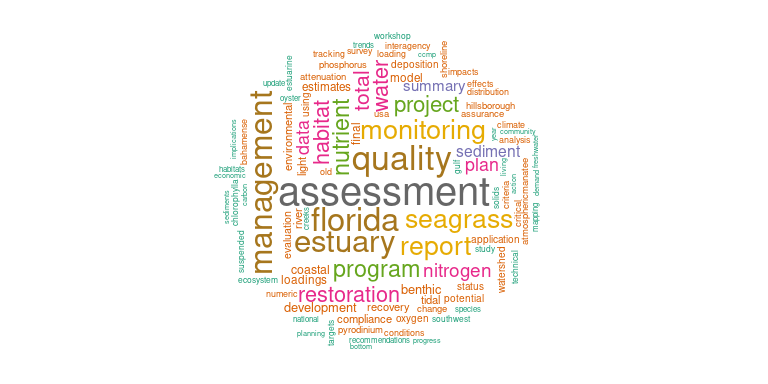 workshop
trends
interagency
ccmp
tracking
survey
loading
shoreline
estuarine
phosphorus
deposition
impacts
attenuation
model
update
estimates
total
water
summary
effects
distribution
oyster
using
project
hillsborough
usa
assurance
management
environmental
data
habitat
nutrient
final
monitoring
year
climate
community
analysis
implications
bahamense
light
old
quality
gulf
sediment
plan
living
freshwater
habitats
economic
chlorophylla
carbon
assessment
solids
criteria
action
atmospheric
manatee
demand
sediments
evaluation
river
creeks
florida
seagrass
critical
mapping
suspended
estuary
report
application
study
watershed
technical
ecosystem
coastal
loadings
program
nitrogen
status
numeric
restoration
benthic
tidal
potential
development
recovery
change
species
national
compliance
oxygen
southwest
planning
targets
pyrodinium
conditions
recommendations
progress
bottom